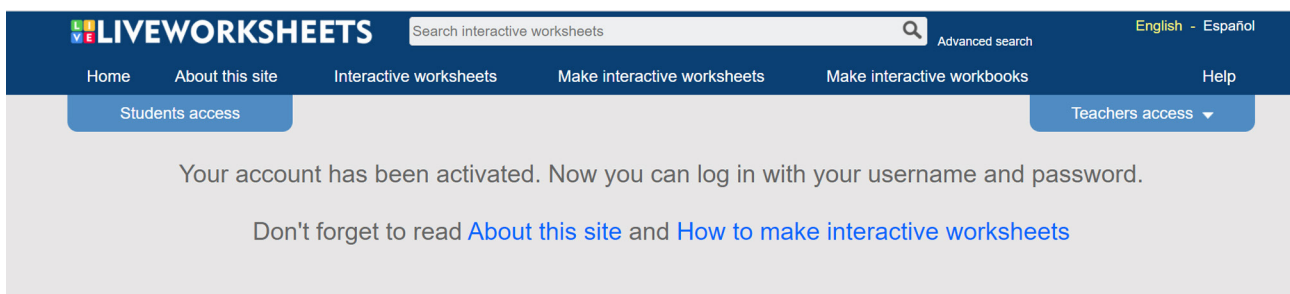 LIVE LIVEWORKSHEETS Search interactive worksheets Advanced search English - Español
Home About this site Interactive worksheets Make interactive worksheets Make interactive workbooks Help
Students access Teachers access
Your account has been activated. Now you can log in with your username and password.
Don't forget to read About this site and How to make interactive worksheets